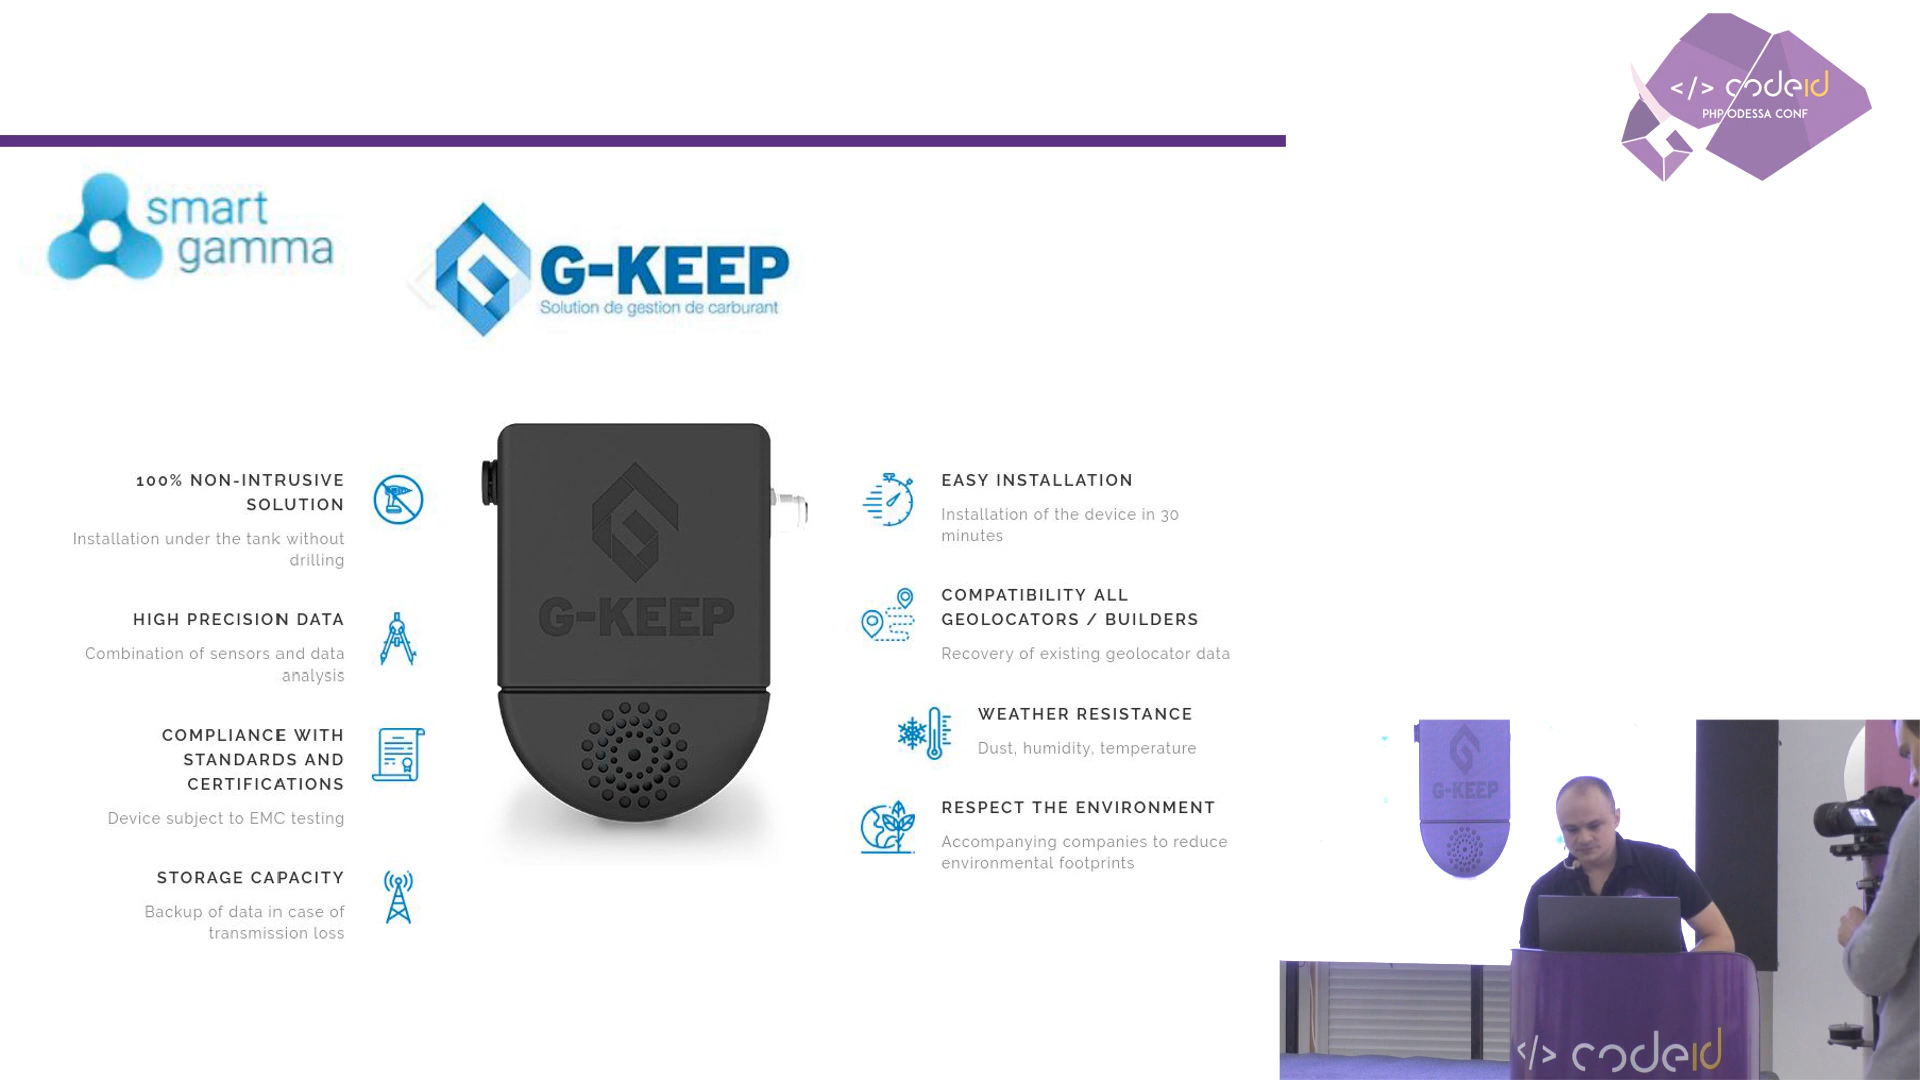 </> codeid
PHP ODESSA CONF
smart
gamma
G-KEEP
Solution de gestion de carburant
100% NON-INTRUSIVE
SOLUTION
Installation under the tank without
drilling
HIGH PRECISION DATA
Combination of sensors and data
analysis
COMPLIANCE WITH
STANDARDS AND
CERTIFICATIONS
Device subject to EMC testing
STORAGE CAPACITY
Backup of data in case of
transmission loss
G-KEEP
EASY INSTALLATION
Installation of the device in 30
minutes
COMPATIBILITY ALL
GEOLOCATORS / BUILDERS
Recovery of existing geolocator data
WEATHER RESISTANCE
Dust, humidity, temperature
RESPECT THE ENVIRONMENT
Accompanying companies to reduce
environmental footprints
G-KEEP
</> codeid